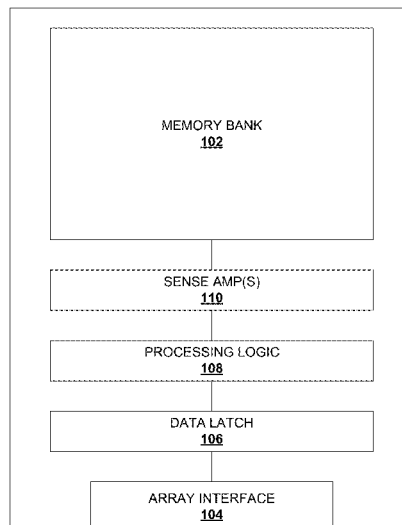 MEMORY BANK
102
SENSE AMP(S)
110
PROCESSING LOGIC
108
DATA LATCH
106
ARRAY INTERFACE
104